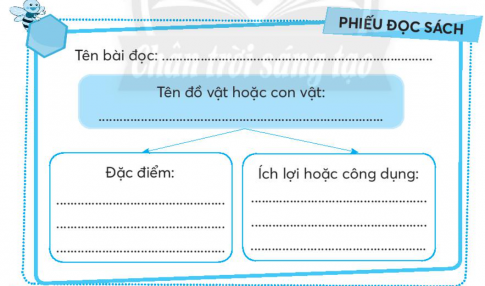 PHIẾU ĐỌC SÁCH
Chân trời sáng tạo
Tên bài đọc: ....................................................................
Tên đồ vật hoặc con vật:
......................................................................
Đặc điểm:
...........................................
...........................................
...........................................
Ích lợi hoặc công dụng:
............................................
............................................
............................................